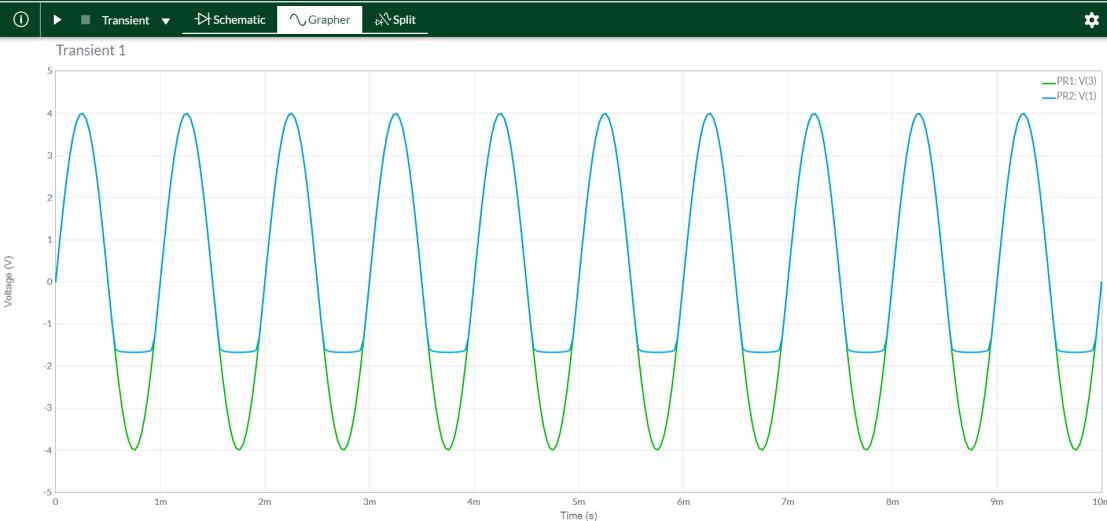 Transient Schematic Grapher Split
Transient 1
PR1: V(3)
PR2: V(1)
Voltage (V)
5
4
3
2
1
0
-1
-2
-3
-4
-5
0 1m 2m 3m 4m 5m 6m 7m 8m 9m 10m
Time (s)